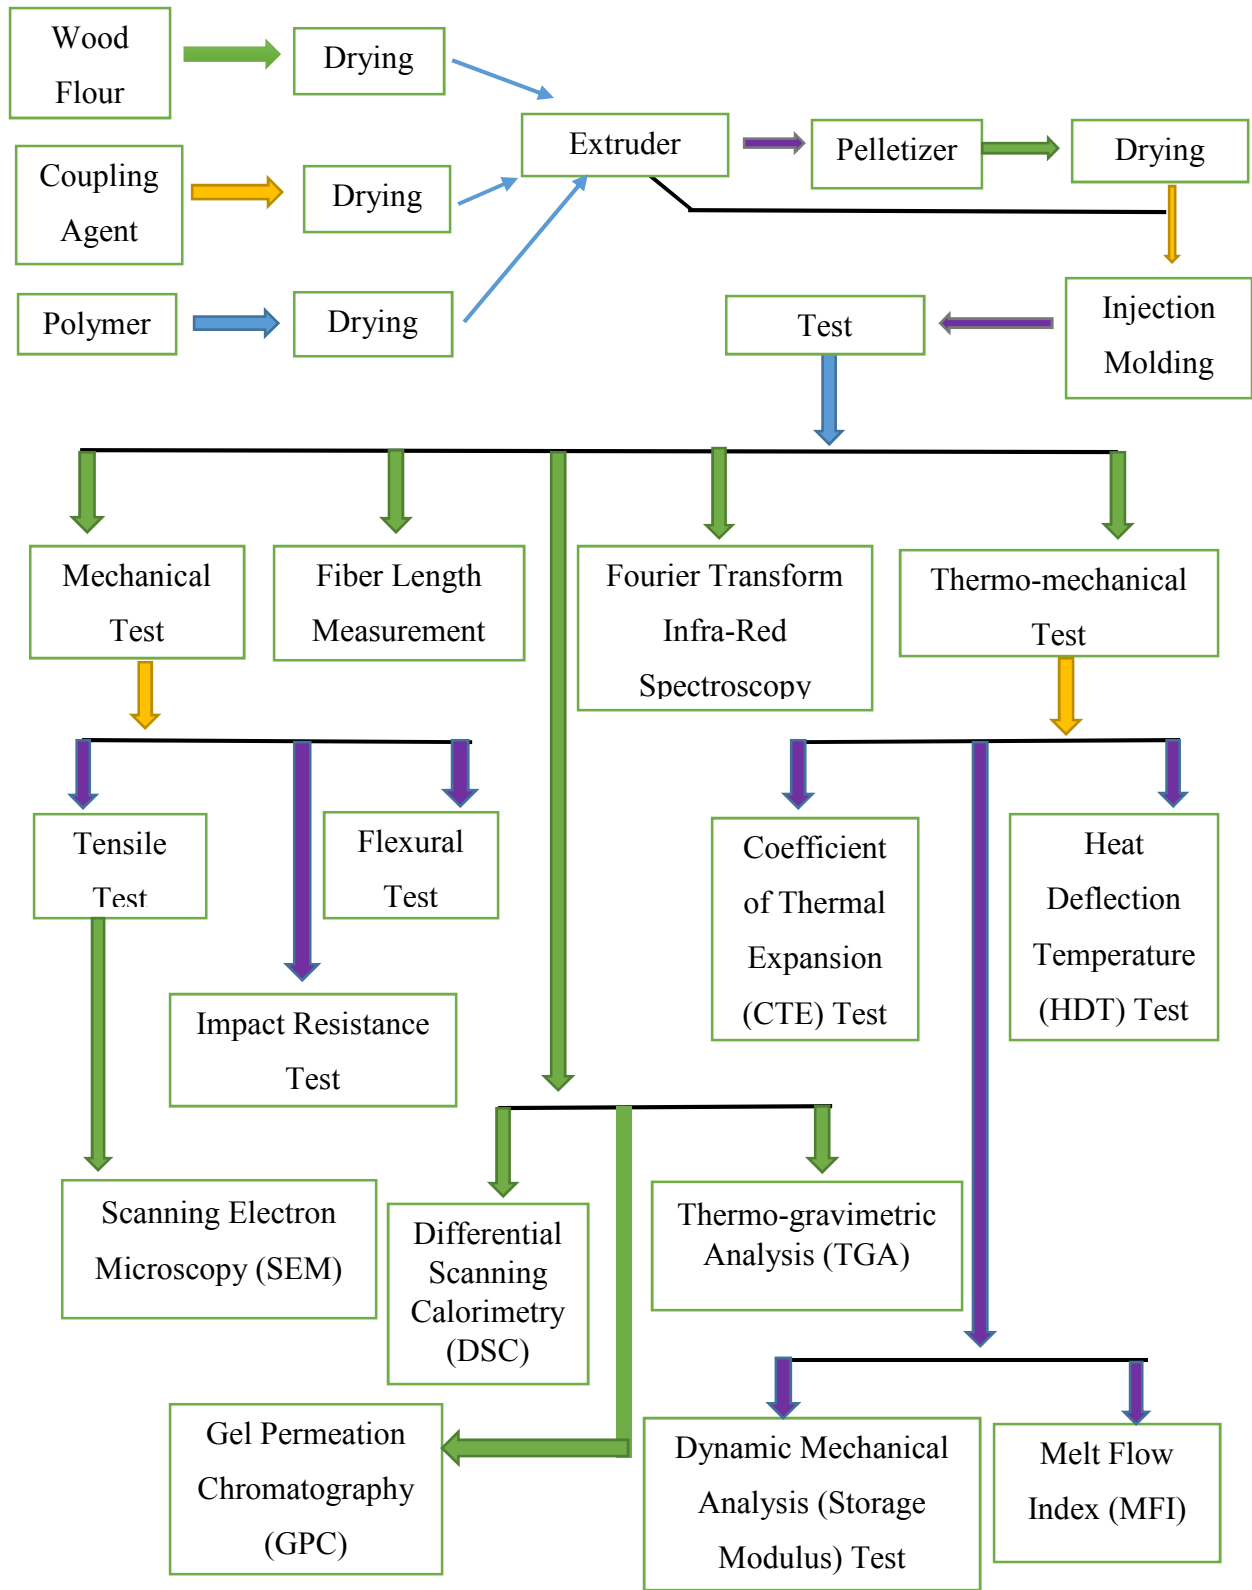 Wood
Flour
Drying
Coupling
Agent
Drying
Polymer
Drying
Extruder
Pelletizer
Drying
Injection
Molding
Test
Mechanical
Test
Fiber Length
Measurement
Fourier Transform
Infra-Red
Spectroscopy
Thermo-mechanical
Test
Tensile
Test
Flexural
Test
Impact Resistance
Test
Coefficient
of Thermal
Expansion
(CTE) Test
Heat
Deflection
Temperature
(HDT) Test
Scanning Electron
Microscopy (SEM)
Differential
Scanning
Calorimetry
(DSC)
Thermo-gravimetric
Analysis (TGA)
Gel Permeation
Chromatography
(GPC)
Dynamic Mechanical
Analysis (Storage
Modulus) Test
Melt Flow
Index (MFI)